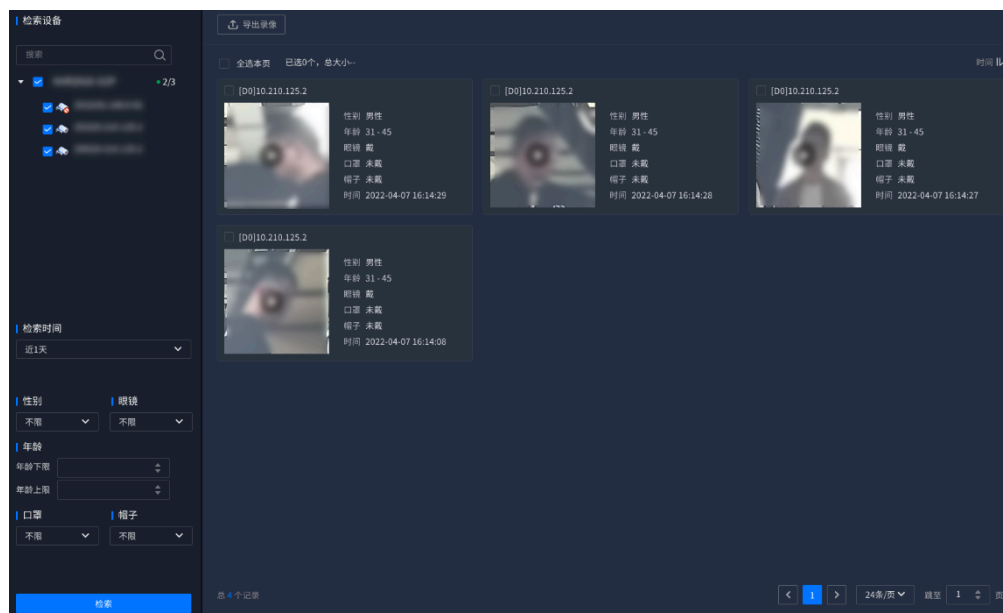 检索设备
搜索
2/3
检索时间
近1天
性别 眼镜
不限 不限
年龄
年龄下限
年龄上限
口罩 帽子
不限 不限
检索
导出录像
全选本页 已选0个，总大小--
时间
[D0]10.210.125.2
性别 男性
年龄 31-45
眼镜 戴
口罩 未戴
帽子 未戴
时间 2022-04-07 16:14:29
[D0]10.210.125.2
性别 男性
年龄 31-45
眼镜 戴
口罩 未戴
帽子 未戴
时间 2022-04-07 16:14:28
[D0]10.210.125.2
性别 男性
年龄 31-45
眼镜 戴
口罩 未戴
帽子 未戴
时间 2022-04-07 16:14:27
[D0]10.210.125.2
性别 男性
年龄 31-45
眼镜 戴
口罩 未戴
帽子 未戴
时间 2022-04-07 16:14:08
总 4 个记录
1 24条/页 跳至 1 页